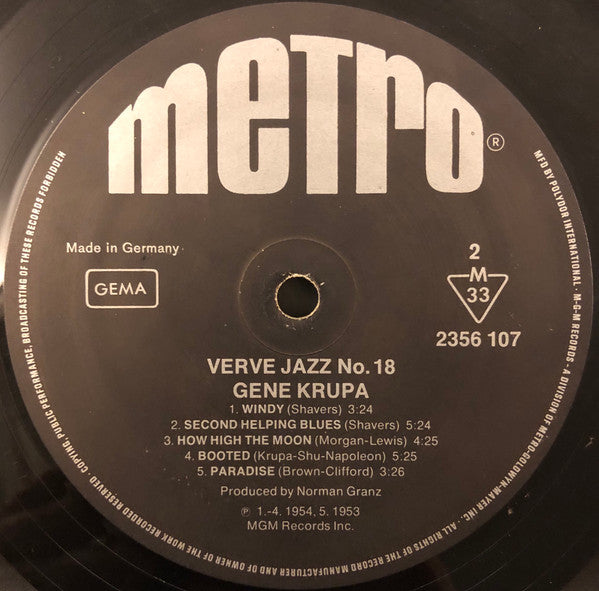 metro®
Made in Germany
GEMA
2
M
33
2356 107
VERVE JAZZ No. 18
GENE KRUPA
1. WINDY (Shavers) 3:24
2. SECOND HELPING BLUES (Shavers) 5:24
3. HOW HIGH THE MOON (Morgan-Lewis) 4:25
4. BOOTED (Krupa-Shu-Napoleon) 5:25
5. PARADISE (Brown-Clifford) 3:26
Produced by Norman Granz
℗ 1.-4. 1954, 5. 1953
MGM Records Inc.
MFD BY POLYDOR INTERNATIONAL · M-G-M RECORDS - A DIVISION OF METRO-GOLDWYN-MAYER INC · ALL RIGHTS OF THE RECORD MANUFACTURER AND OF OWNER OF THE WORK RECORDED RESERVED · COPYING, PUBLIC PERFORMANCE, BROADCASTING OF THESE RECORDS FORBIDDEN